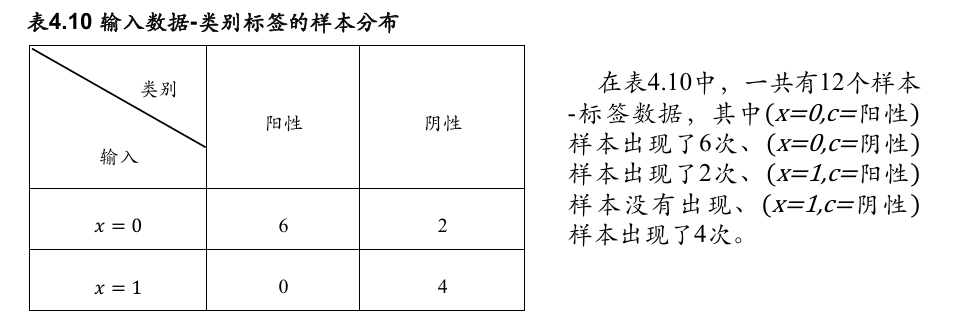 表4.10 输入数据-类别标签的样本分布
类别
输入
阳性
阴性
x = 0
6
2
x = 1
0
4
在表4.10中，一共有12个样本
-标签数据，其中(x=0,c=阳性)
样本出现了6次、(x=0,c=阴性)
样本出现了2次、(x=1,c=阳性)
样本没有出现、(x=1,c=阴性)
样本出现了4次。